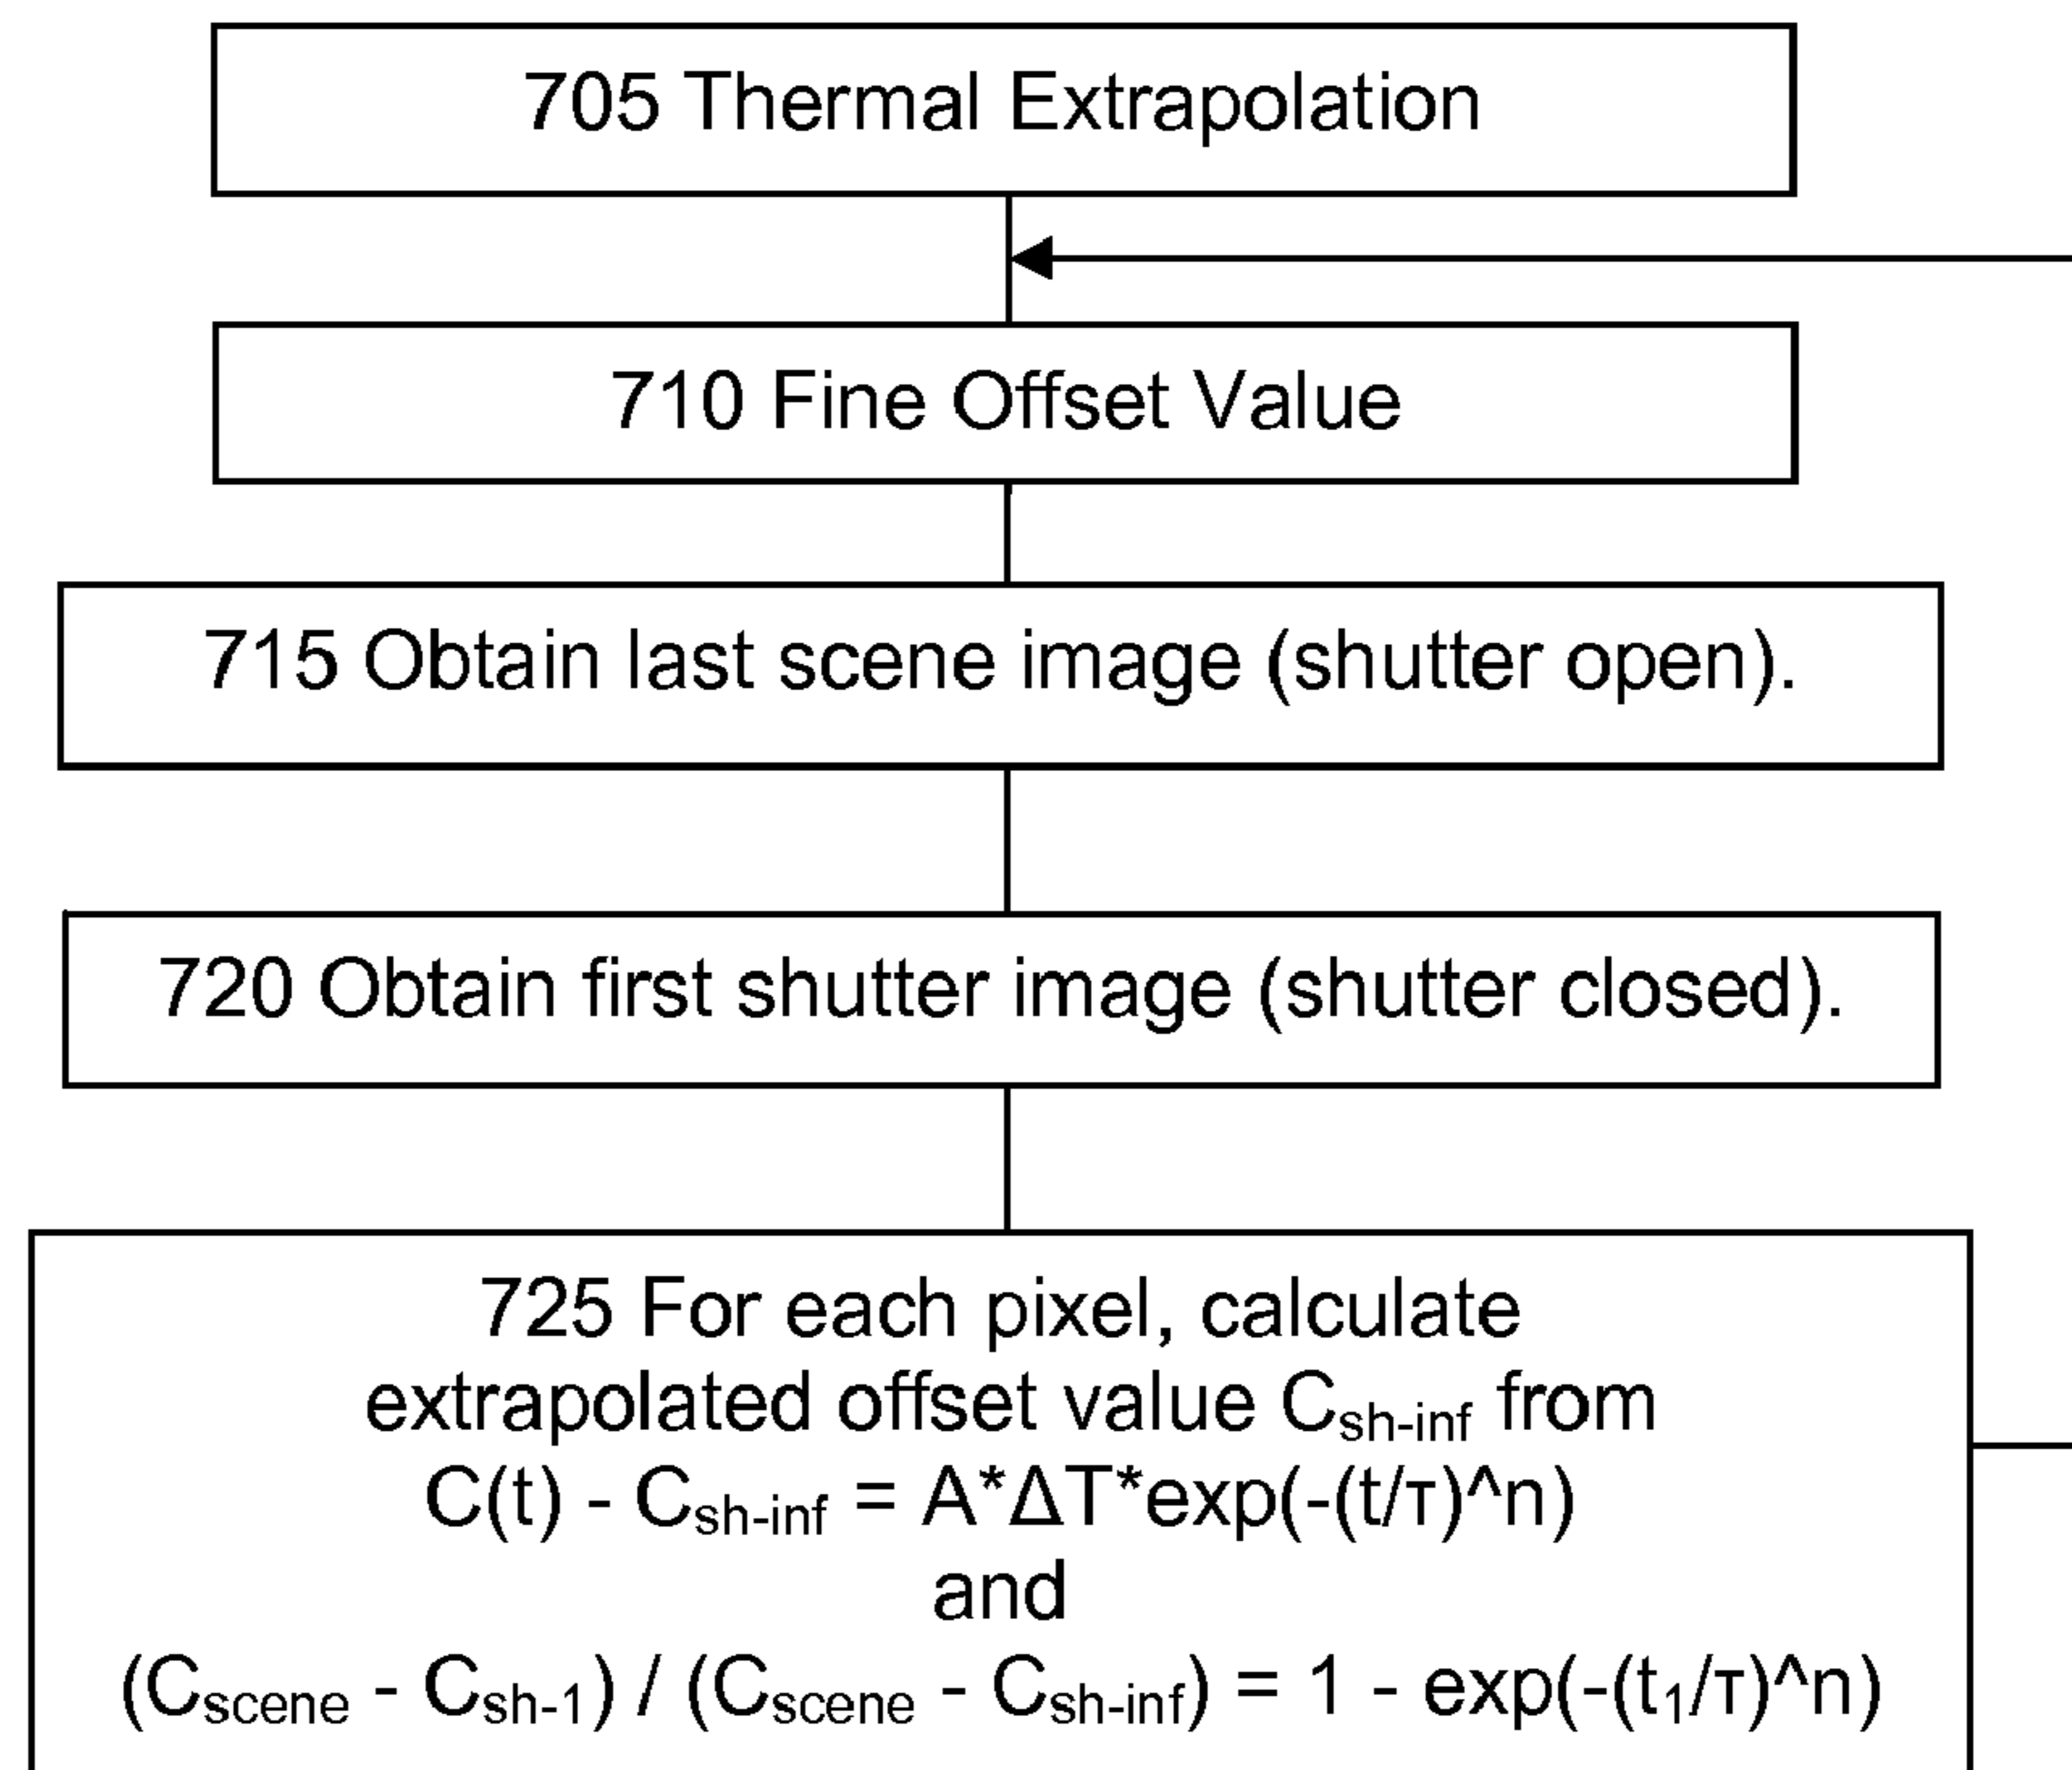 705 Thermal Extrapolation
710 Fine Offset Value
715 Obtain last scene image (shutter open).
720 Obtain first shutter image (shutter closed).
725 For each pixel, calculate
extrapolated offset value Csh-inf from
C(t) - Csh-inf = A*ΔT*exp(-(t/τ)^n)
and
(Cscene - Csh-1) / (Cscene - Csh-inf) = 1 - exp(-(t1/τ)^n)